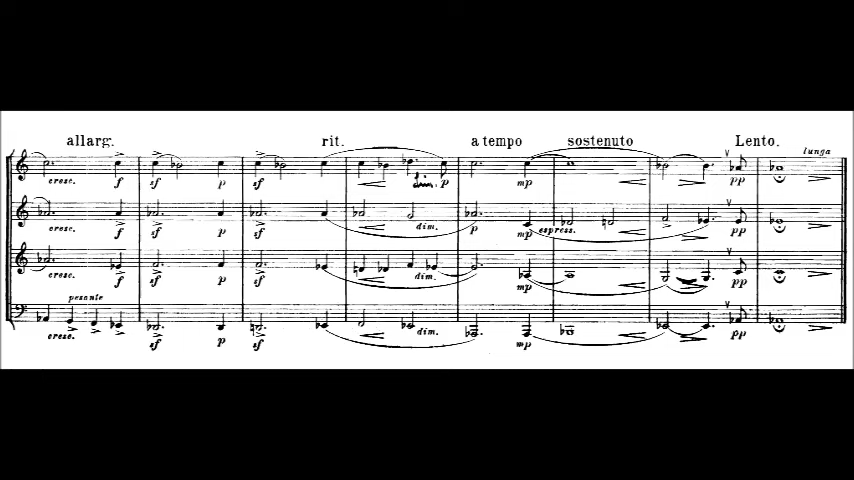 allarg. rit. a tempo sostenuto Lento.
lunga
cresc. f sf p sf dim. p mp pp
cresc. f sf p sf dim. p mp espress. pp
cresc. f sf p sf dim. mp pp
pesante
cresc. sf p sf dim. mp pp